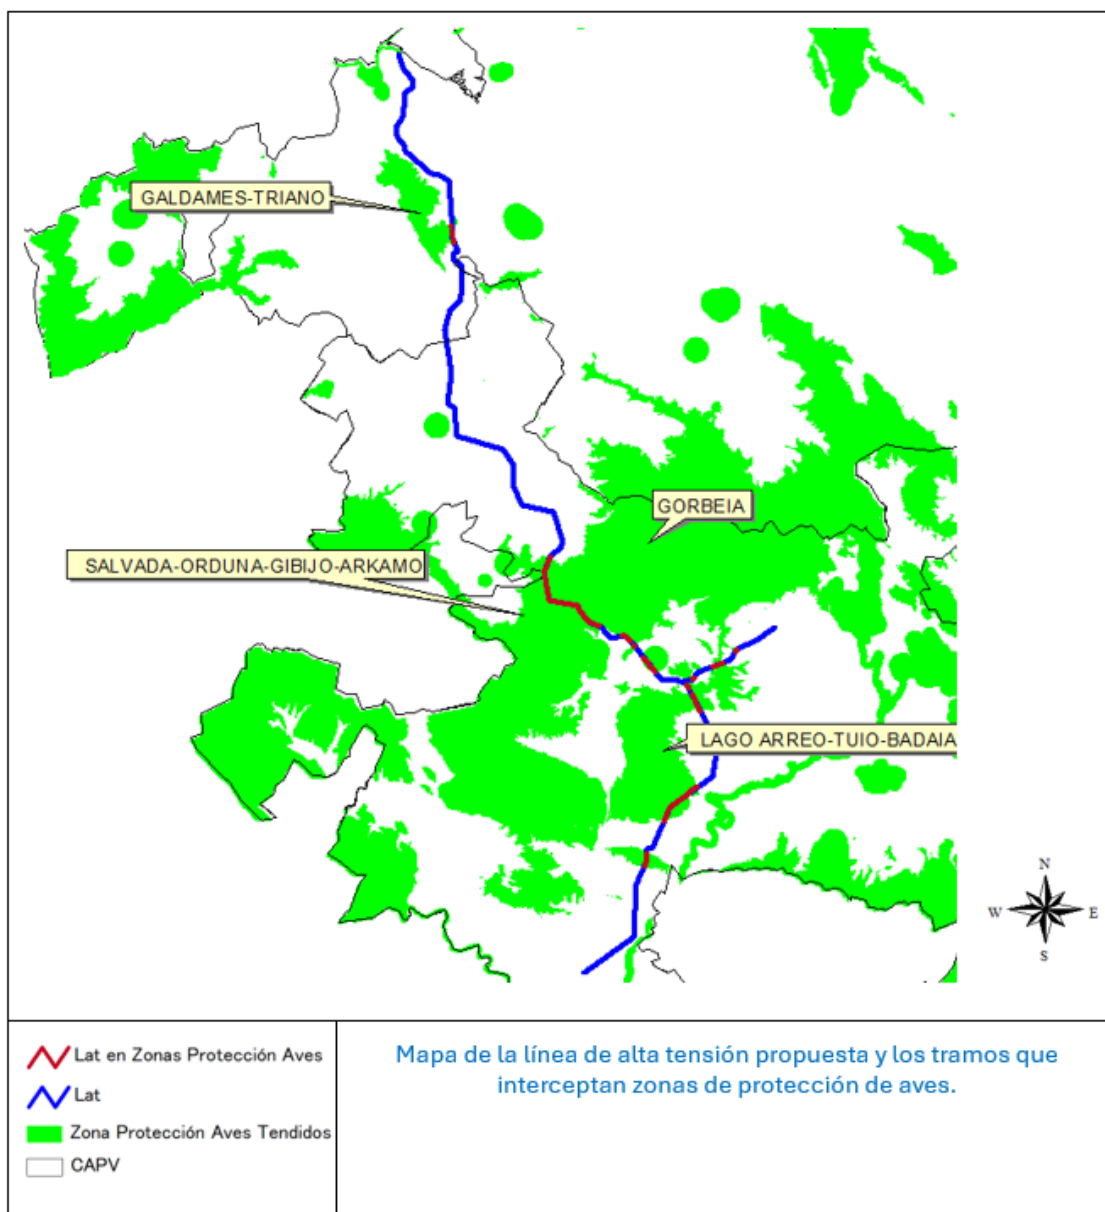 GALDAMES-TRIANO
GORBEIA
SALVADA-ORDUNA-GIBIJO-ARKAMO
LAGO ARREO-TUIO-BADAIA
N
W
E
S
Lat en Zonas Protección Aves
Lat
Zona Protección Aves Tendidos
CAPV
Mapa de la línea de alta tensión propuesta y los tramos que
interceptan zonas de protección de aves.